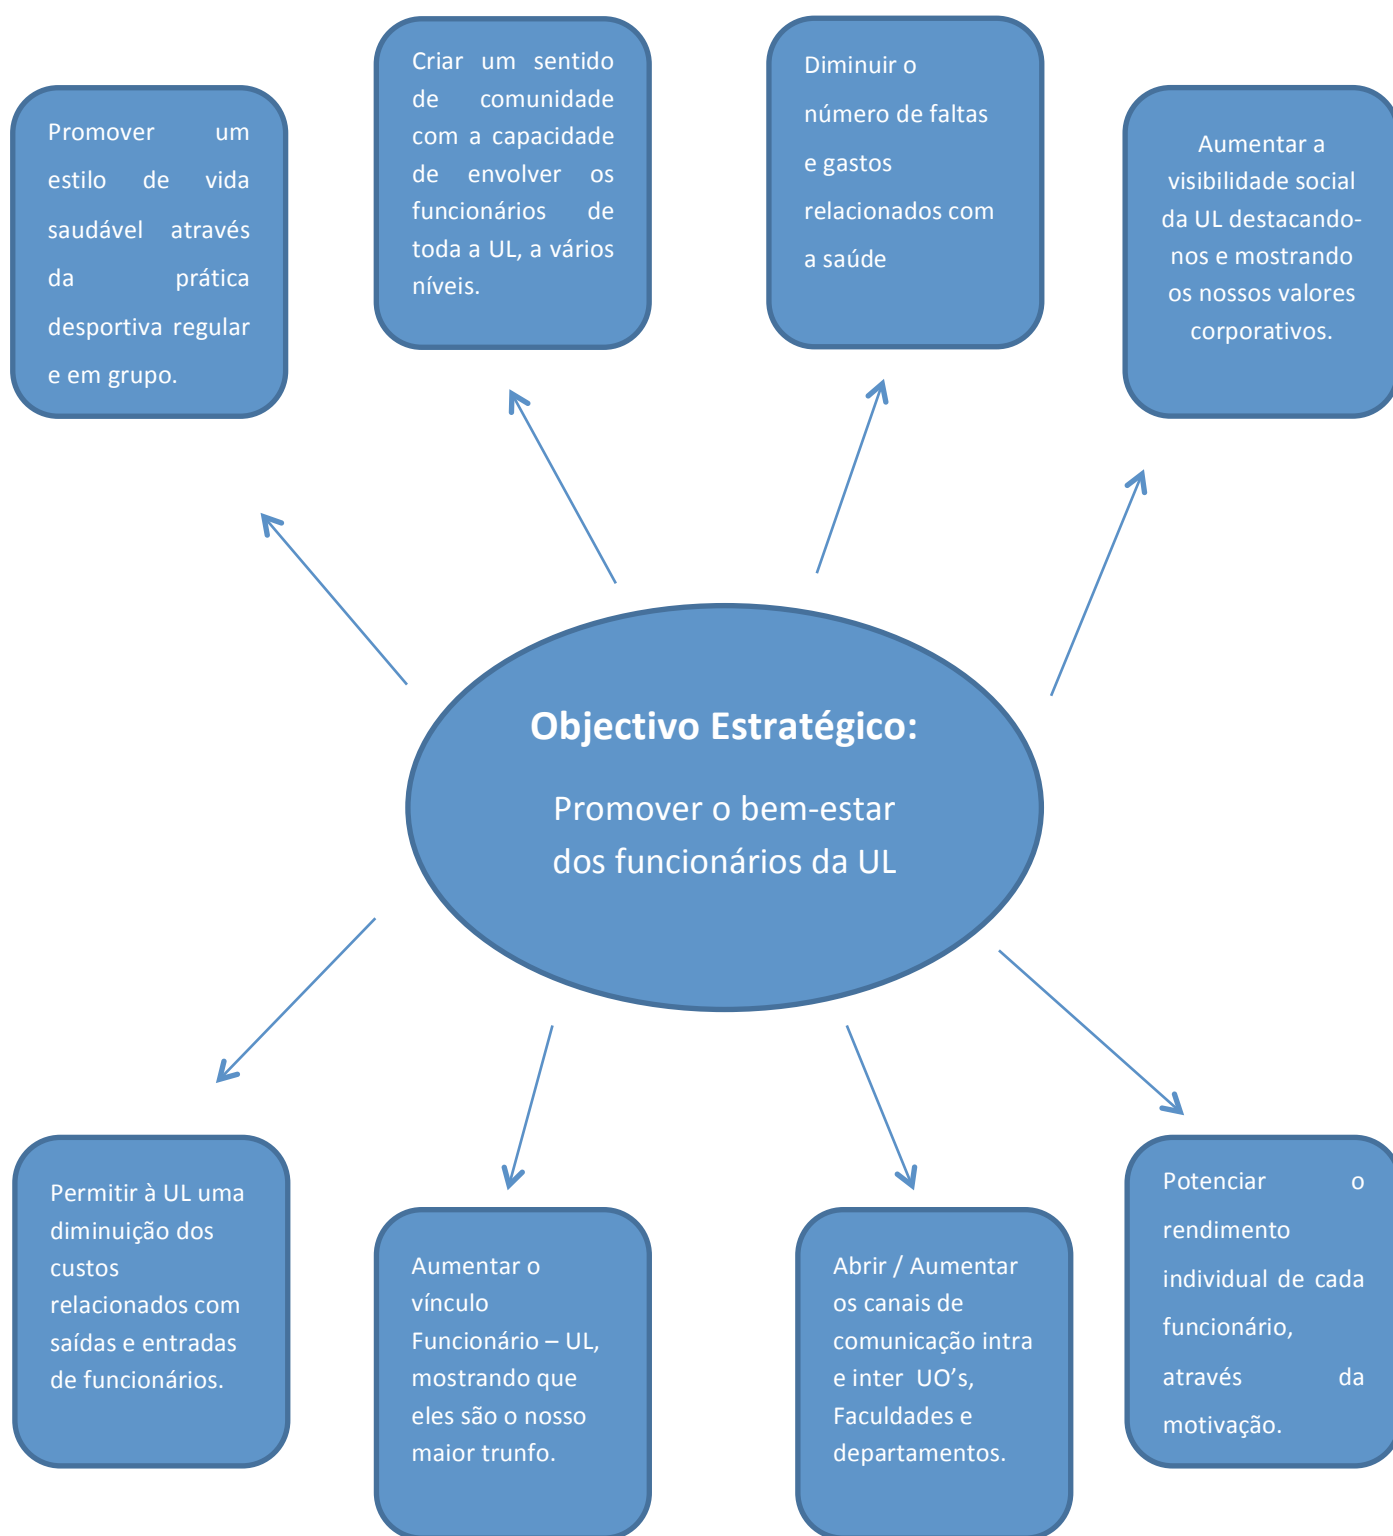 Promover um
estilo de vida
saudável através
da prática
desportiva regular
e em grupo.
Criar um sentido
de comunidade
com a capacidade
de envolver os
funcionários de
toda a UL, a vários
níveis.
Diminuir o
número de faltas
e gastos
relacionados com
a saúde
Aumentar a
visibilidade social
da UL destacando-
nos e mostrando
os nossos valores
corporativos.
Objectivo Estratégico:
Promover o bem-estar
dos funcionários da UL
Permitir à UL uma
diminuição dos
custos
relacionados com
saídas e entradas
de funcionários.
Aumentar o
vínculo
Funcionário – UL,
mostrando que
eles são o nosso
maior trunfo.
Abrir / Aumentar
os canais de
comunicação intra
e inter UO’s,
Faculdades e
departamentos.
Potenciar o
rendimento
individual de cada
funcionário,
através da
motivação.